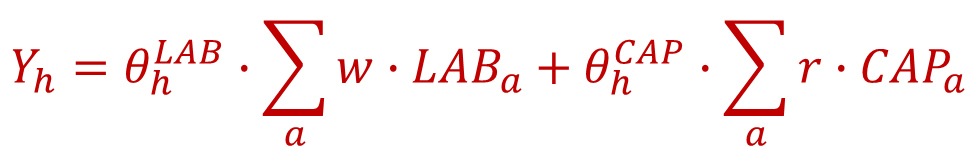 Y_h = θ_h^{LAB} · ∑_a w · LAB_a + θ_h^{CAP} · ∑_a r · CAP_a